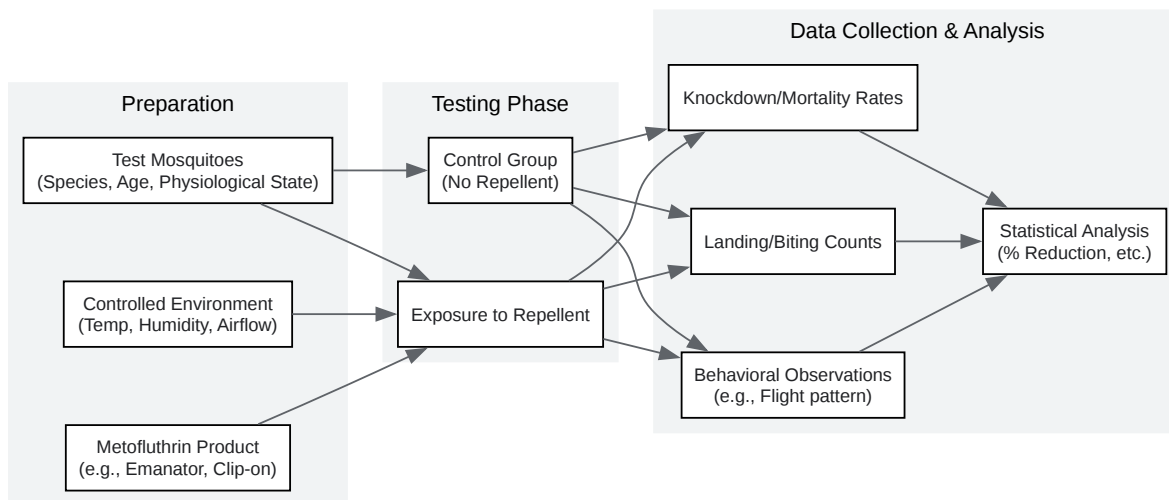 Preparation
Test Mosquitoes
(Species, Age, Physiological State)
Controlled Environment
(Temp, Humidity, Airflow)
Metofluthrin Product
(e.g., Emanator, Clip-on)
Testing Phase
Control Group
(No Repellent)
Exposure to Repellent
Data Collection & Analysis
Knockdown/Mortality Rates
Landing/Biting Counts
Behavioral Observations
(e.g., Flight pattern)
Statistical Analysis
(% Reduction, etc.)